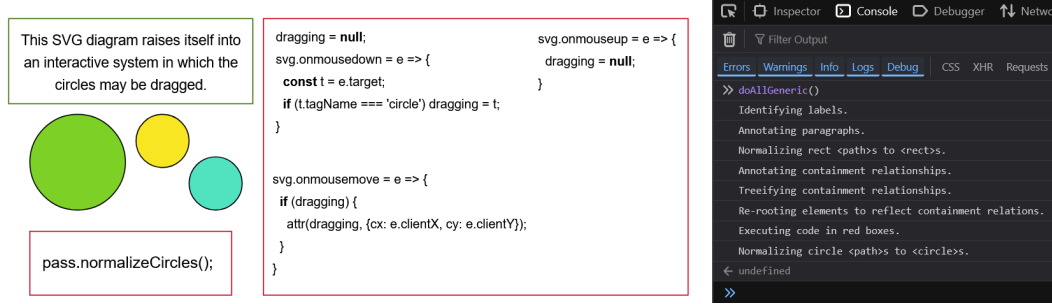 This SVG diagram raises itself into
an interactive system in which the
circles may be dragged.
pass.normalizeCircles();
dragging = null;
svg.onmousedown = e => {
const t = e.target;
if (t.tagName === 'circle') dragging = t;
}
svg.onmousemove = e => {
if (dragging) {
attr(dragging, {cx: e.clientX, cy: e.clientY});
}
}
svg.onmouseup = e => {
dragging = null;
}
Inspector Console Debugger Netwo
Filter Output
Errors Warnings Info Logs Debug CSS XHR Requests
>> doAllGeneric()
Identifying labels.
Annotating paragraphs.
Normalizing rect <path>s to <rect>s.
Annotating containment relationships.
Treeifying containment relationships.
Re-rooting elements to reflect containment relations.
Executing code in red boxes.
Normalizing circle <path>s to <circle>s.
undefined
>>